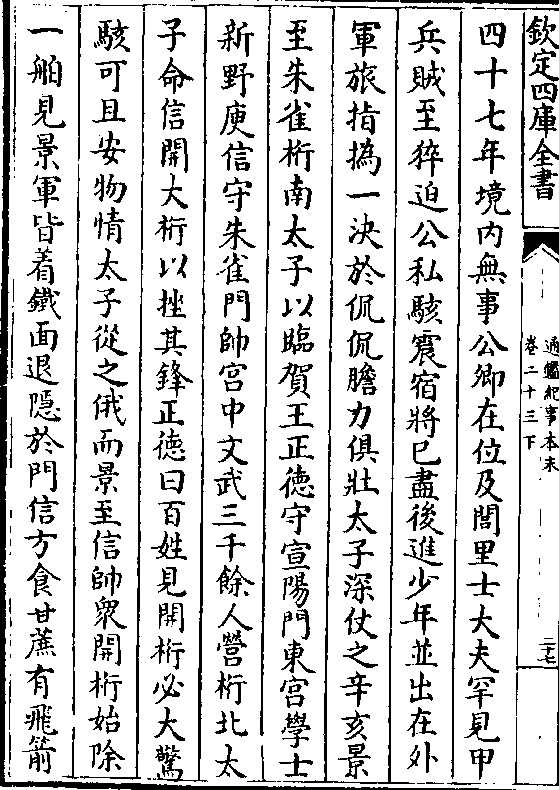 欽定四庫全書
通鑑紀事本末
卷二十三下
二十七
四十七年境内無事公卿在位及閭里士大夫罕見甲
兵賊至猝迫公私駭震宿將已盡後進少年並出在外
軍旅指撝一決於侃侃膽力俱壯太子深仗之辛亥景
至朱雀桁南太子以臨賀王正德守宣陽門東宫學士
新野庾信守朱雀門帥宫中文武三千餘人營桁北太
子命信開大桁以挫其鋒正徳曰百姓見開桁必大驚
駭可且安物情太子從之俄而景至信帥衆開桁始除
一舶見景軍皆着鐵面退隱於門信方食甘蔗有飛箭